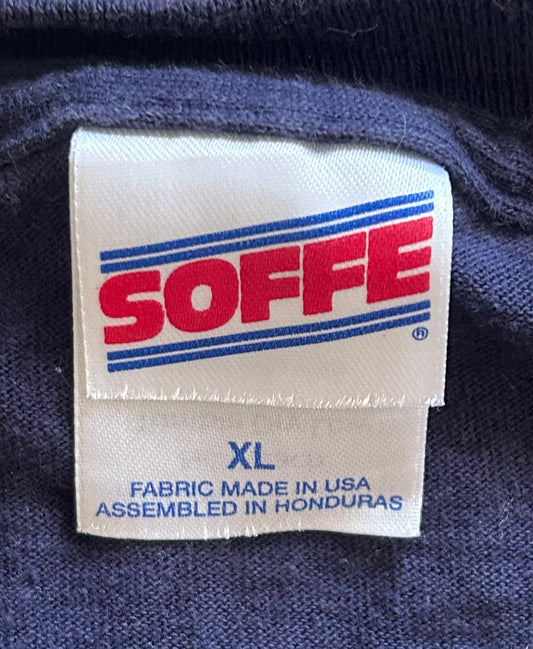 SOFFE
®
XL
FABRIC MADE IN USA
ASSEMBLED IN HONDURAS